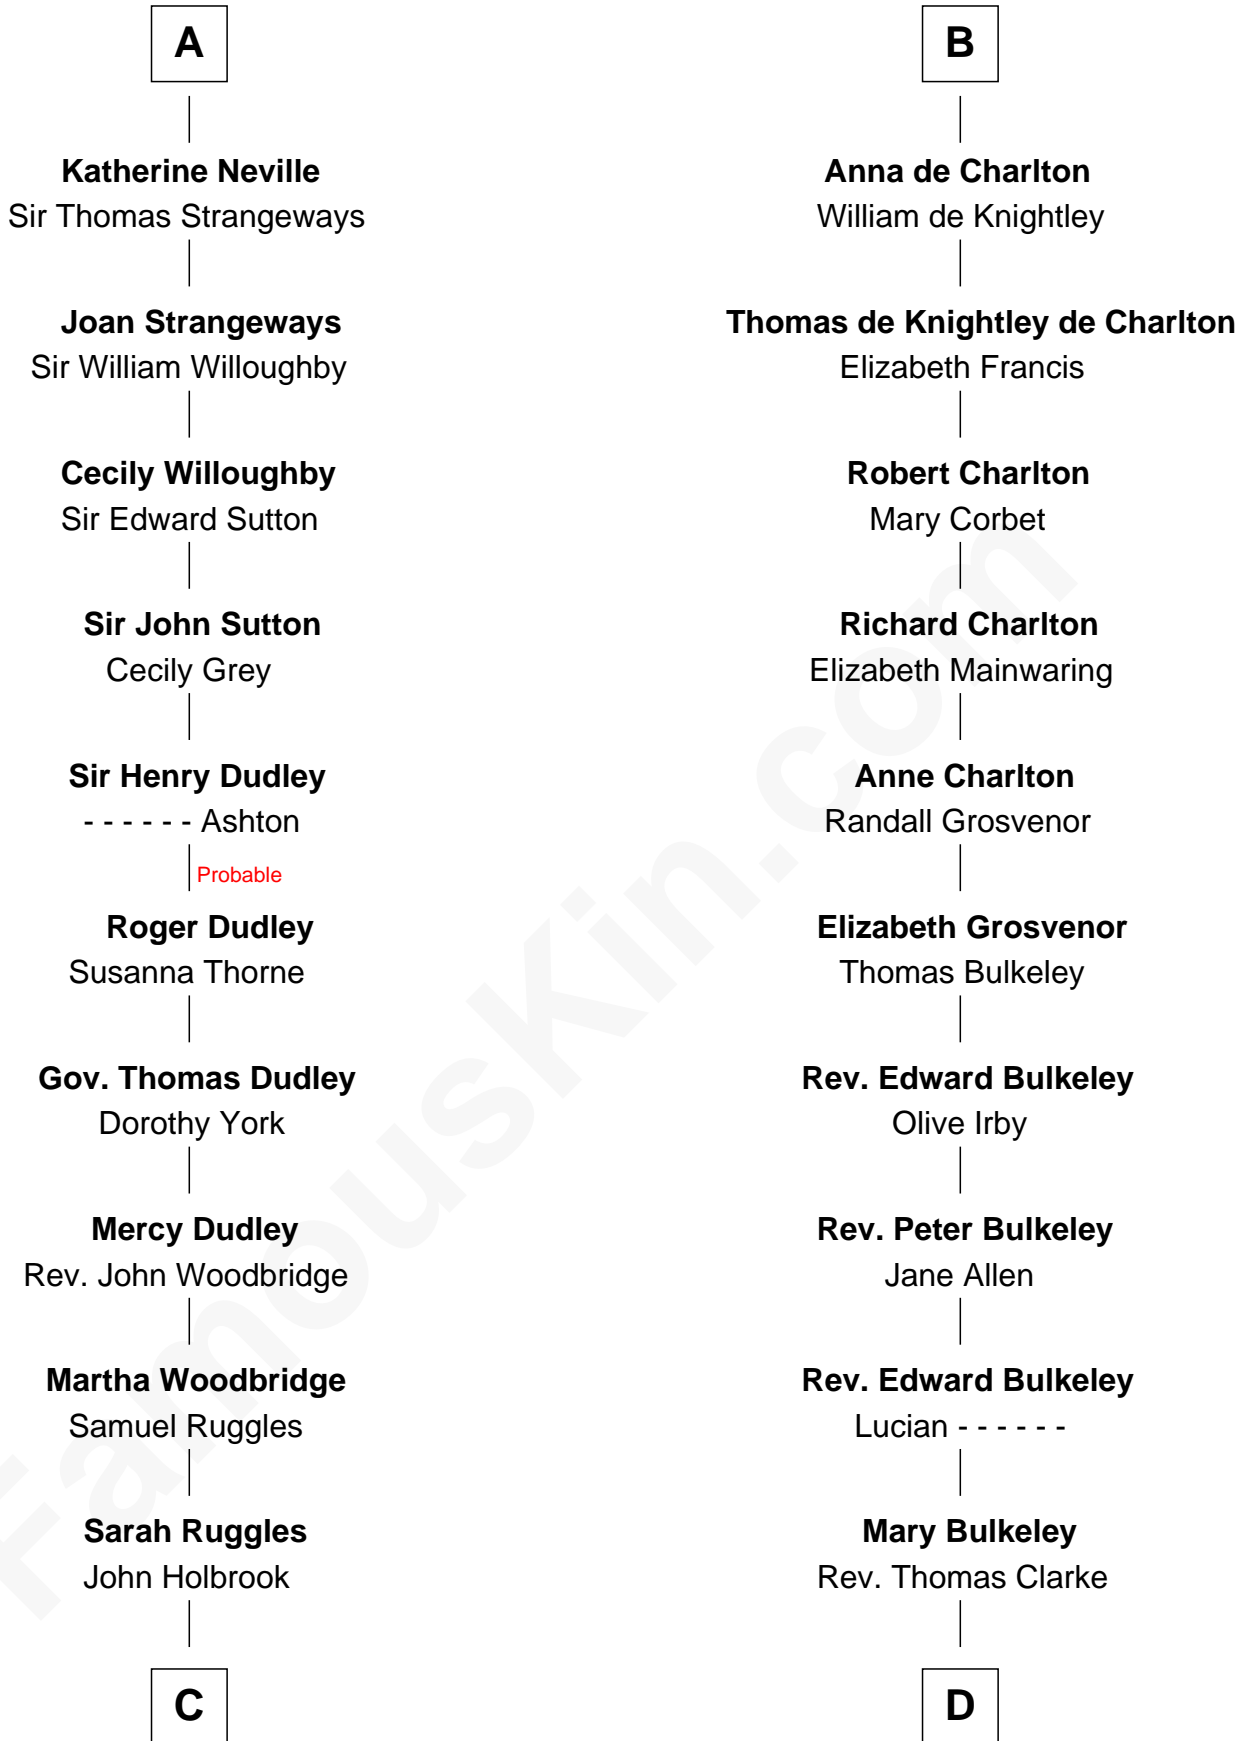 A
Katherine Neville
Sir Thomas Strangeways
Joan Strangeways
Sir William Willoughby
Cecily Willoughby
Sir Edward Sutton
Sir John Sutton
Cecily Grey
Sir Henry Dudley
- - - - - - Ashton
Probable
Roger Dudley
Susanna Thorne
Gov. Thomas Dudley
Dorothy York
Mercy Dudley
Rev. John Woodbridge
Martha Woodbridge
Samuel Ruggles
Sarah Ruggles
John Holbrook
C
B
Anna de Charlton
William de Knightley
Thomas de Knightley de Charlton
Elizabeth Francis
Robert Charlton
Mary Corbet
Richard Charlton
Elizabeth Mainwaring
Anne Charlton
Randall Grosvenor
Elizabeth Grosvenor
Thomas Bulkeley
Rev. Edward Bulkeley
Olive Irby
Rev. Peter Bulkeley
Jane Allen
Rev. Edward Bulkeley
Lucian - - - - - -
Mary Bulkeley
Rev. Thomas Clarke
D
FamousKin.com